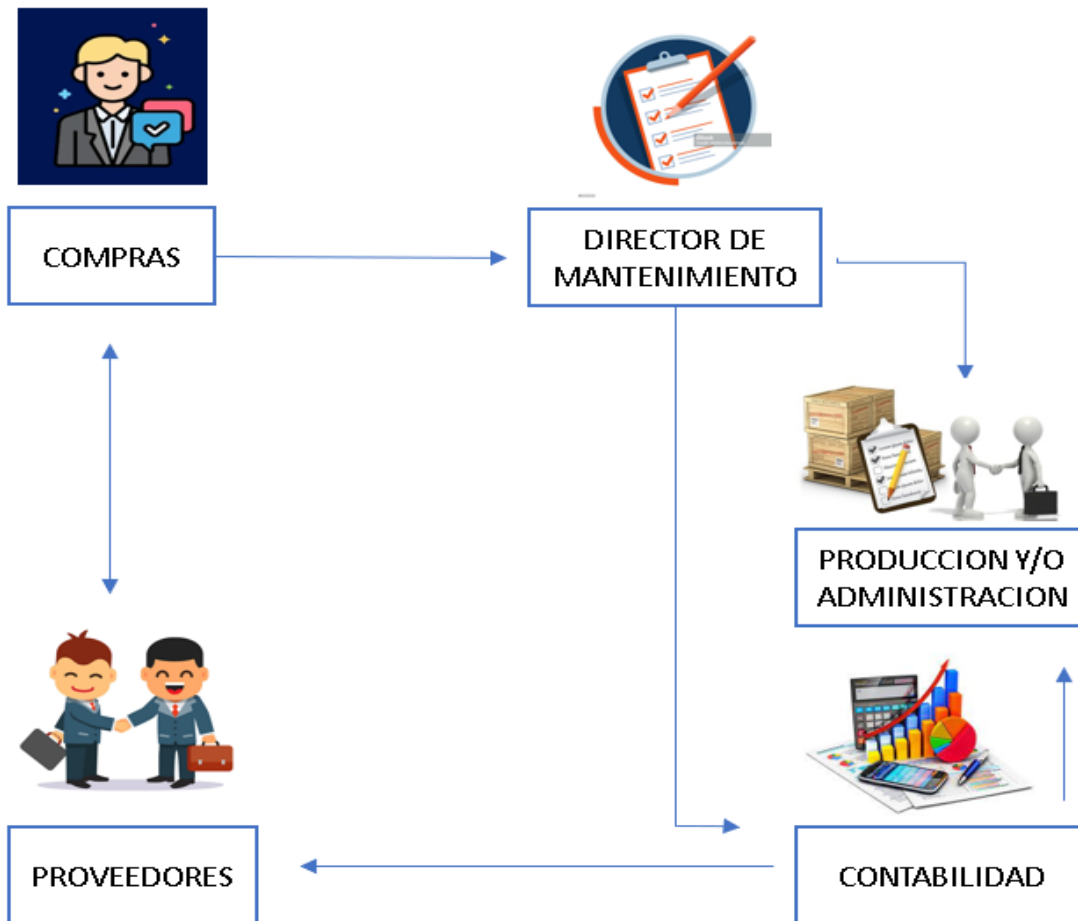 COMPRAS
DIRECTOR DE
MANTENIMIENTO
PRODUCCION Y/O
ADMINISTRACION
PROVEEDORES
CONTABILIDAD